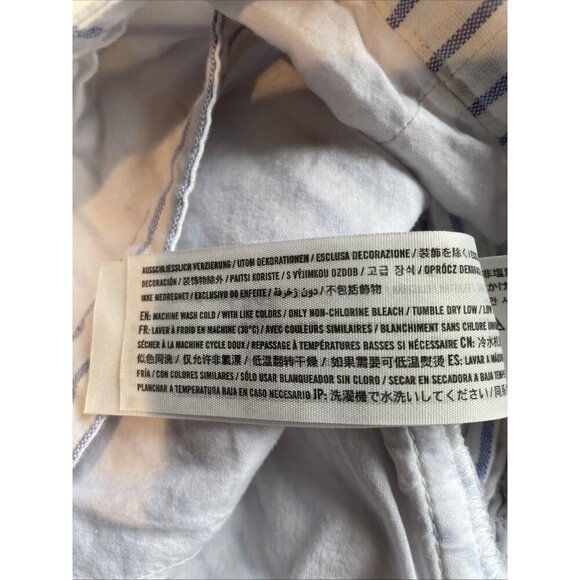 AUSSCHLIESSLICH VERZIERUNG / UTOM DEKORATIONEN / ESCLUSA DECORAZIONE / 装飾を除く /
DECORACIÓN / 装饰物除外 / PAITSI KORISTE / S VÝJIMKOU OZDOB / 고급 장식 / OPRÓCZ
IKKE MEDREGNET / EXCLUSIVO DO ENFEITE / دون زخرفة / 不包括飾物
EN: MACHINE WASH COLD / WITH LIKE COLORS / ONLY NON-CHLORINE BLEACH / TUMBLE DRY LOW / LOW
FR: LAVER À FROID EN MACHINE (30°C) / AVEC COULEURS SIMILAIRES / BLANCHIMENT SANS CHLORE
SÉCHER À LA MACHINE CYCLE DOUX / REPASSAGE À TEMPÉRATURES BASSES SI NÉCESSAIRE CN: 冷水机
似色同洗 / 仅允许非氯漂 / 低温翻转干燥 / 如果需要可低温熨烫 ES: LAVAR A
FRÍA / CON COLORES SIMILARES / SÓLO USAR BLANQUEADOR SIN CLORO / SECAR EN SECADORA A BAJA
PLANCHAR A TEMPERATURA BAJA EN CASO NECESARIO JP: 洗濯機で水洗いしてください /